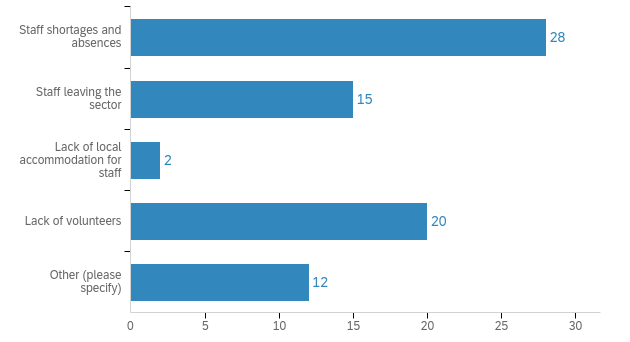 Staff shortages and
absences
28
Staff leaving the
sector
15
Lack of local
accommodation for
staff
2
Lack of volunteers
20
Other (please
specify)
12
0 5 10 15 20 25 30